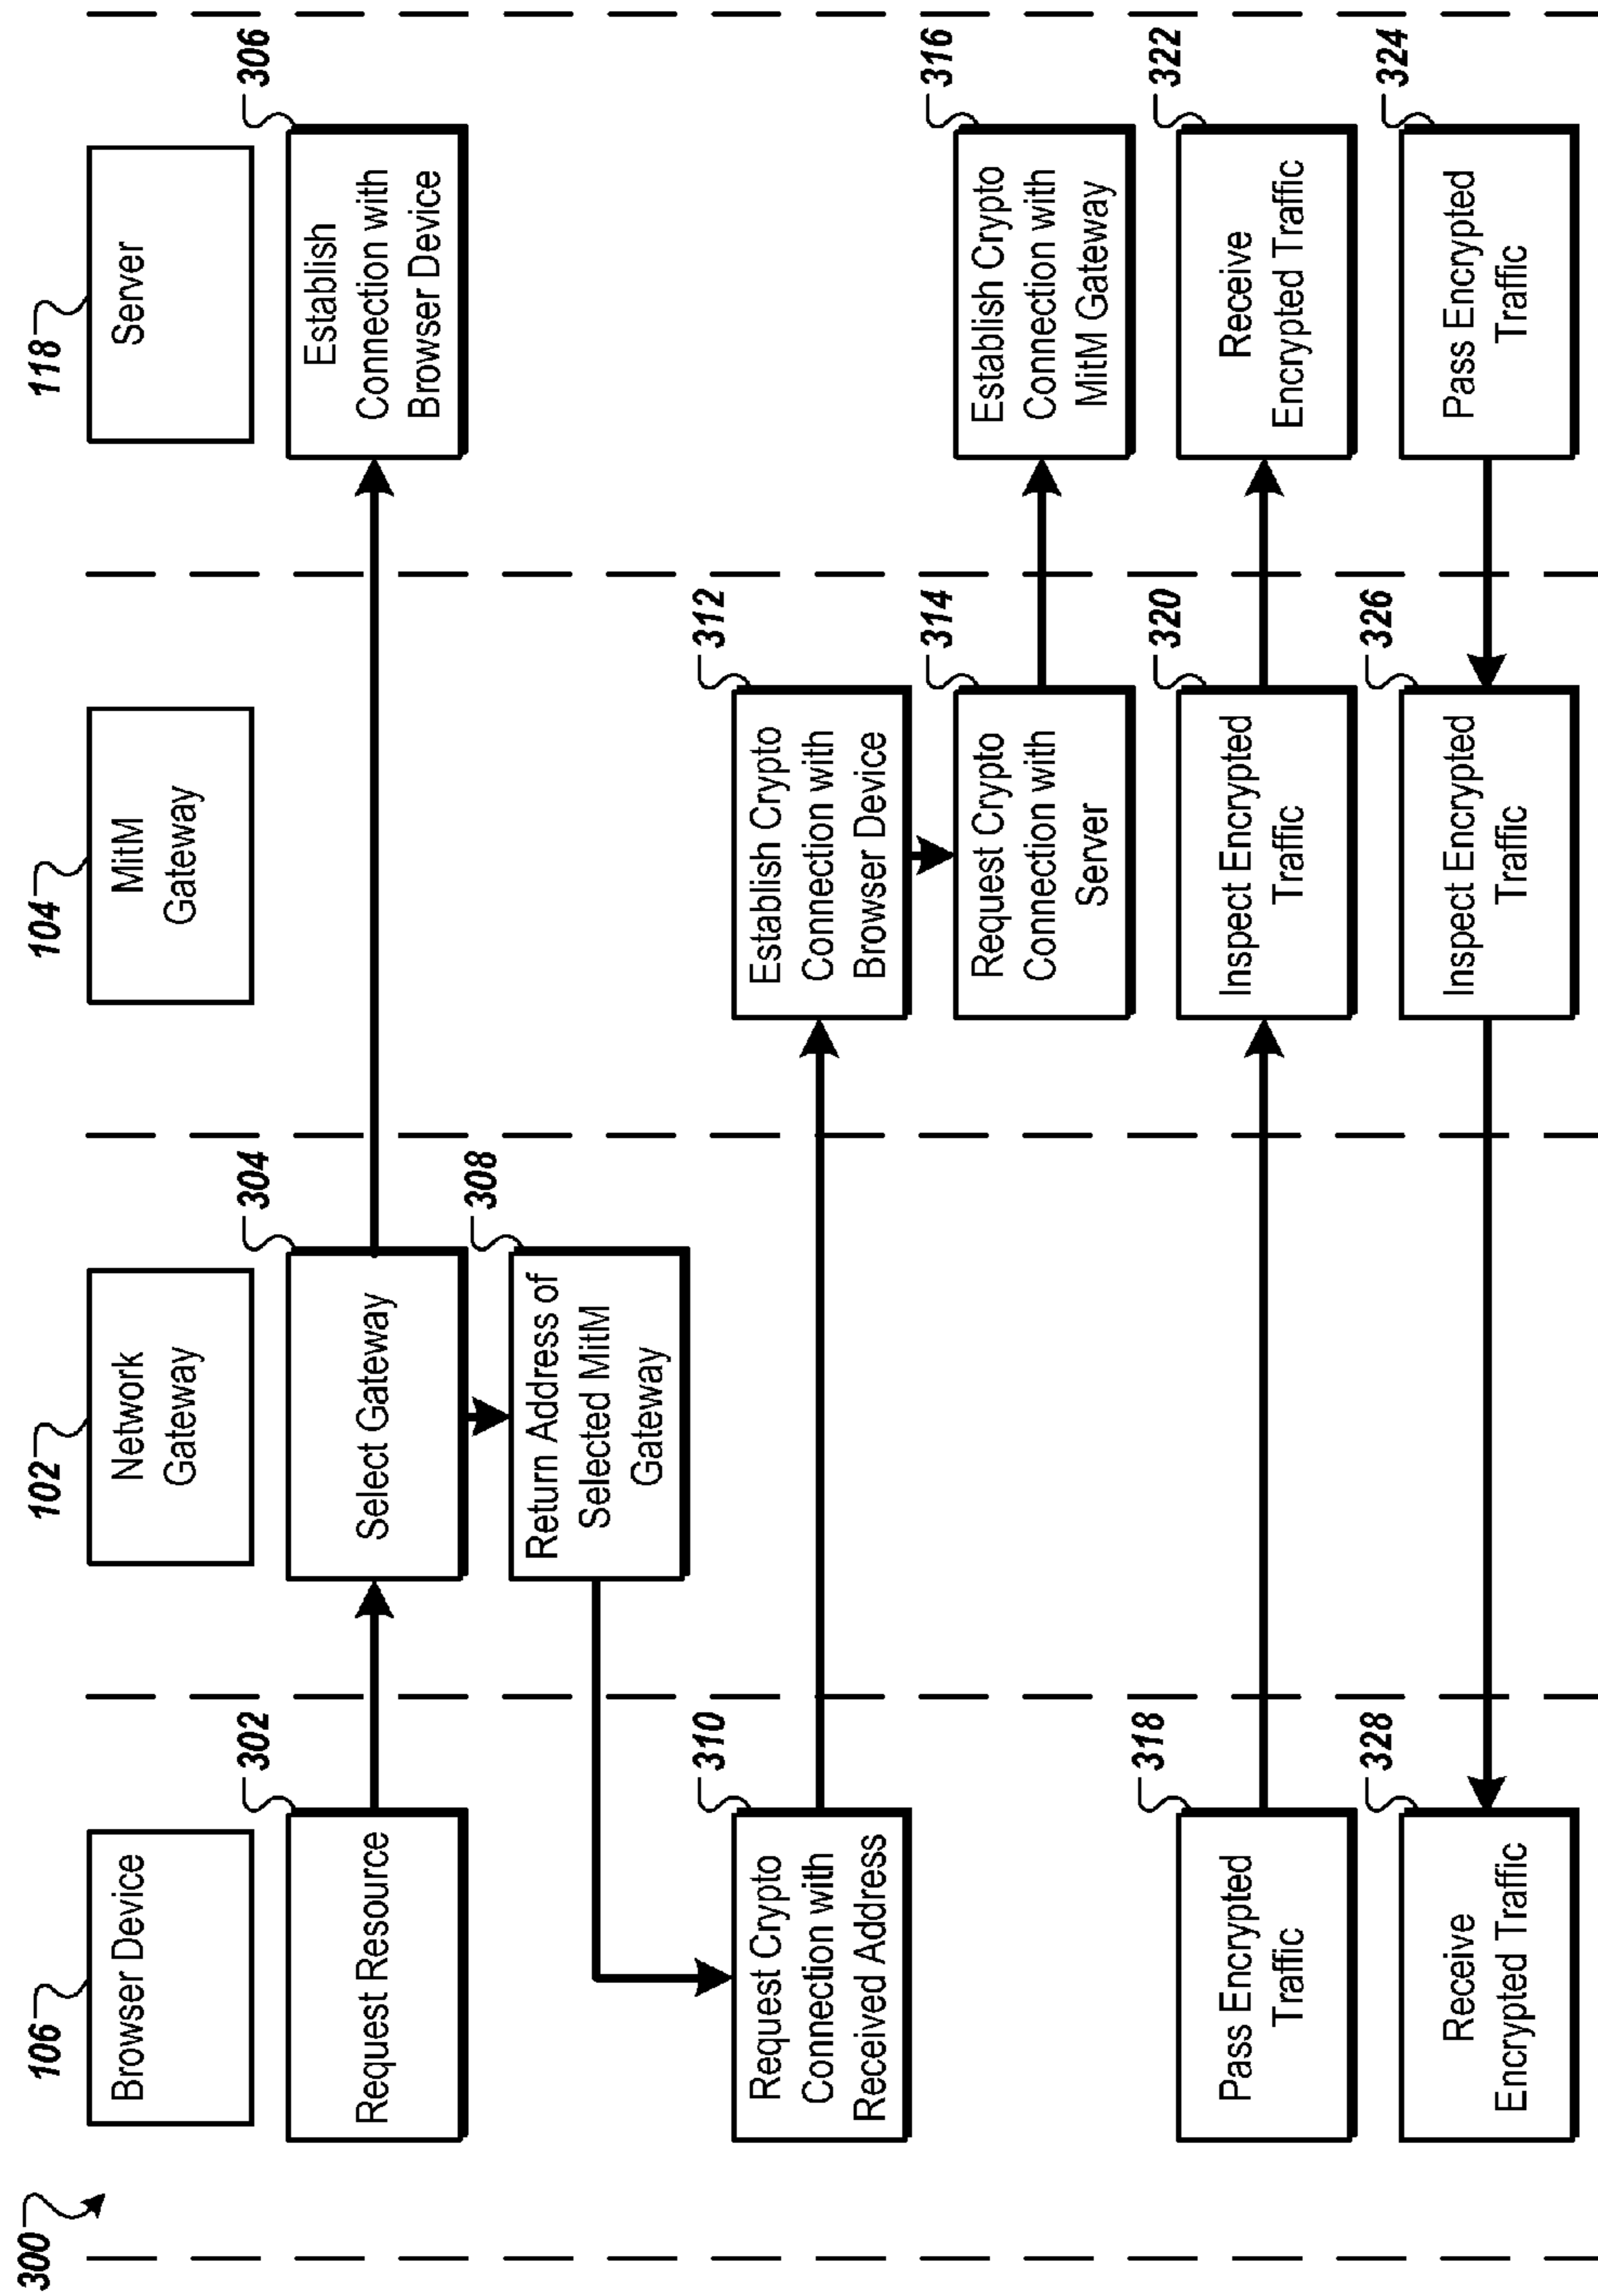 300
106
Browser Device
102
Network
Gateway
104
MitM
Gateway
118
Server
302
Request Resource
304
Select Gateway
306
Establish
Connection with
Browser Device
308
Return Address of
Selected MitM
Gateway
310
Request Crypto
Connection with
Received Address
312
Establish Crypto
Connection with
Browser Device
314
Request Crypto
Connection with
Server
316
Establish Crypto
Connection with
MitM Gateway
318
Pass Encrypted
Traffic
320
Inspect Encrypted
Traffic
322
Receive
Encrypted Traffic
328
Receive
Encrypted Traffic
326
Inspect Encrypted
Traffic
324
Pass Encrypted
Traffic